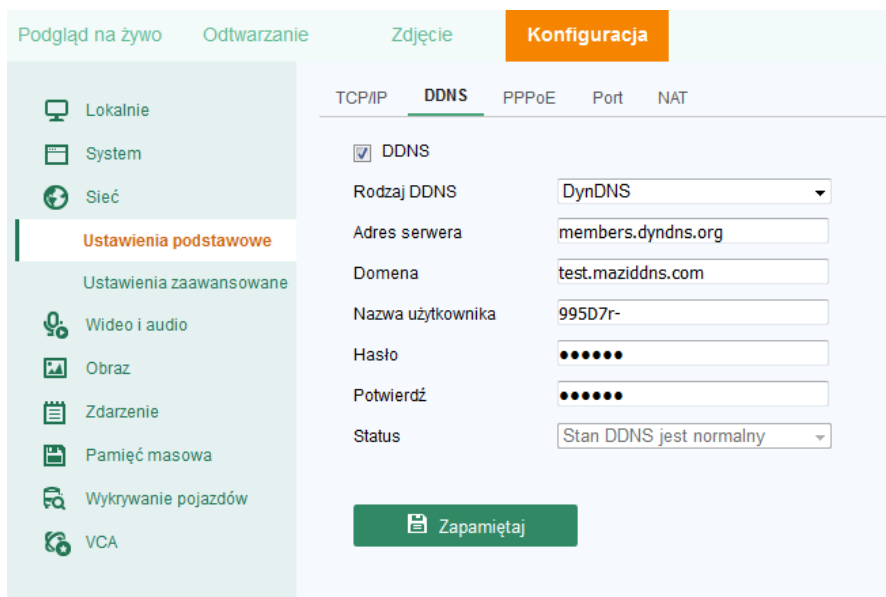 Podgląd na żywo Odtwarzanie Zdjęcie Konfiguracja
Lokalnie
System
Sieć
Ustawienia podstawowe
Ustawienia zaawansowane
Wideo i audio
Obraz
Zdarzenie
Pamięć masowa
Wykrywanie pojazdów
VCA
TCP/IP DDNS PPPoE Port NAT
DDNS
Rodzaj DDNS DynDNS
Adres serwera members.dyndns.org
Domena test.maziddns.com
Nazwa użytkownika 995D7r-
Hasło ●●●●●●
Potwierdź ●●●●●●
Status Stan DDNS jest normalny
Zapamiętaj